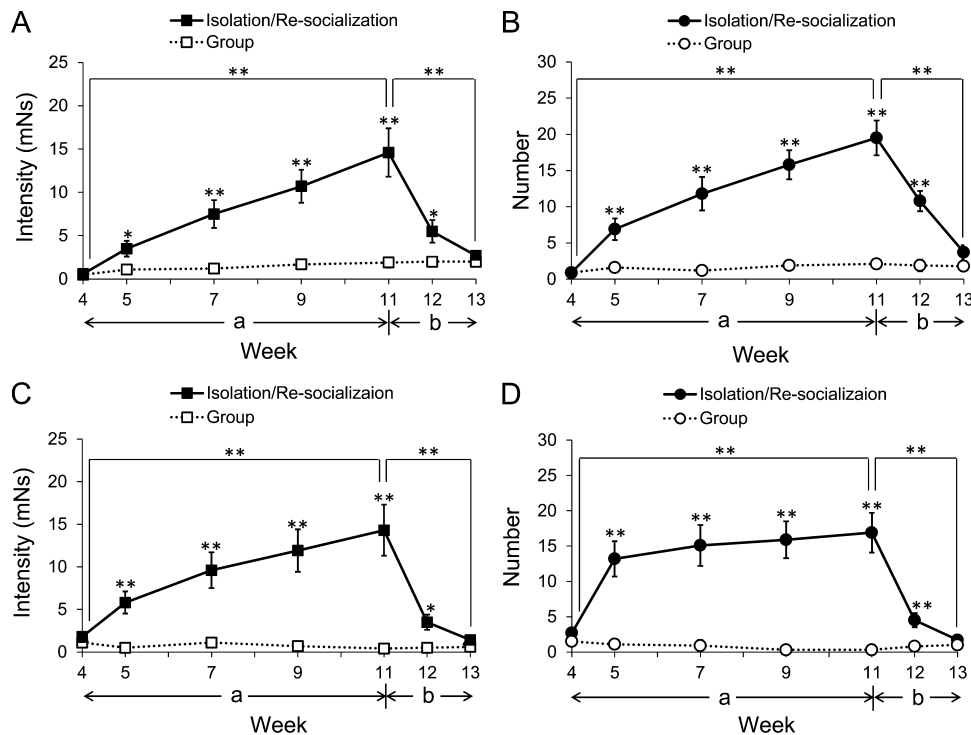 A
Isolation/Re-socialization
Group
Intensity (mNs)
25
20
15
10
5
0
**
**
*
**
**
**
*
4 5 7 9 11 12 13
a b
Week
B
Isolation/Re-socialization
Group
Number
30
25
20
15
10
5
0
**
**
**
**
**
**
**
4 5 7 9 11 12 13
a b
Week
C
Isolation/Re-socializaion
Group
Intensity (mNs)
25
20
15
10
5
0
**
**
**
**
**
**
*
4 5 7 9 11 12 13
a b
Week
D
Isolation/Re-socializaion
Group
Number
30
25
20
15
10
5
0
**
**
**
**
**
**
**
4 5 7 9 11 12 13
a b
Week